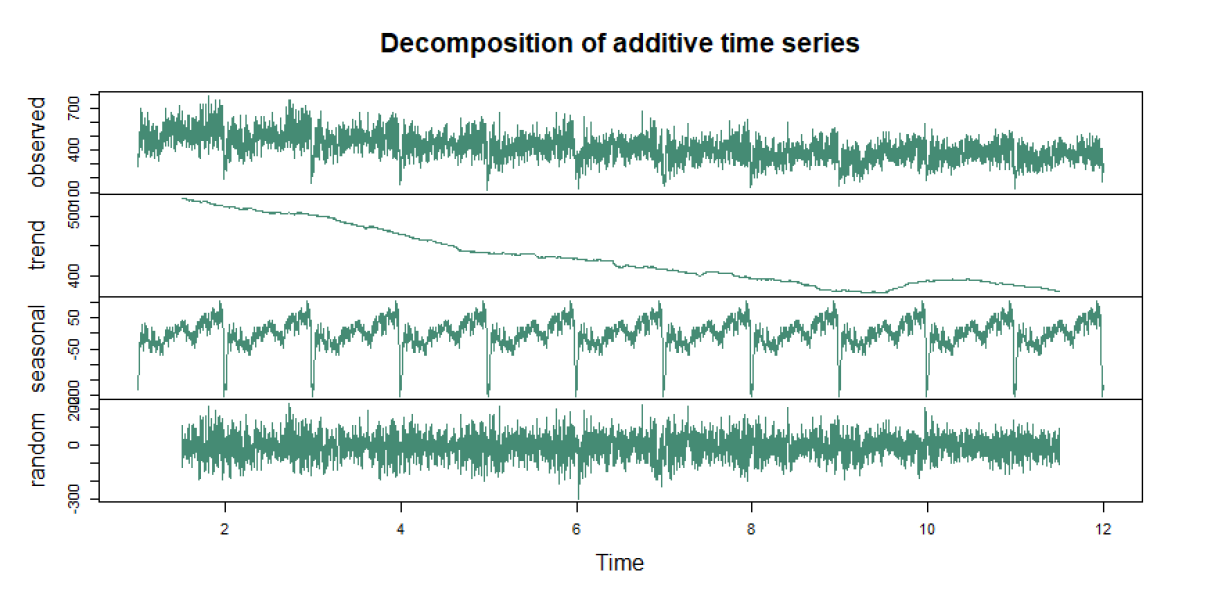 Decomposition of additive time series
observed
700
400
100
trend
500
400
seasonal
50
-50
random
0
-300
2 4 6 8 10 12
Time